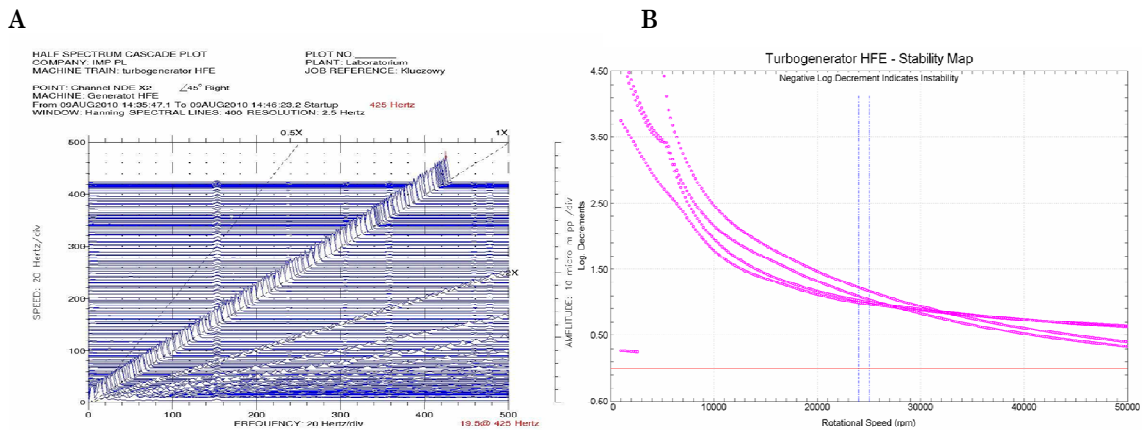 A
HALF SPECTRUM CASCADE PLOT
COMPANY: IMP PL
MACHINE TRAIN: turbogenerator HFE
PLOT NO.
PLANT: Laboratorium
JOB REFERENCE: Kluczowy
POINT: Channel NDE X2 ∠45° Right
MACHINE: Generatot HFE
From 09AUG2010 14:35:47.1 To 09AUG2010 14:46:23.2 Startup 425 Hertz
WINDOW: Hanning SPECTRAL LINES: 400 RESOLUTION: 2.5 Hertz
0.5X
1X
2X
500
400
300
200
100
0
SPEED: 20 Hertz/div
AMPLITUDE: 10 micro m pp /div
0 100 200 300 400 500
FREQUENCY: 20 Hertz/div
19.5@ 425 Hertz
B
Turbogenerator HFE - Stability Map
Negative Log Decrement Indicates Instability
4.50
3.50
2.50
1.50
0.50
0.60
Log. Decrements
0 10000 20000 30000 40000 50000
Rotational Speed (rpm)